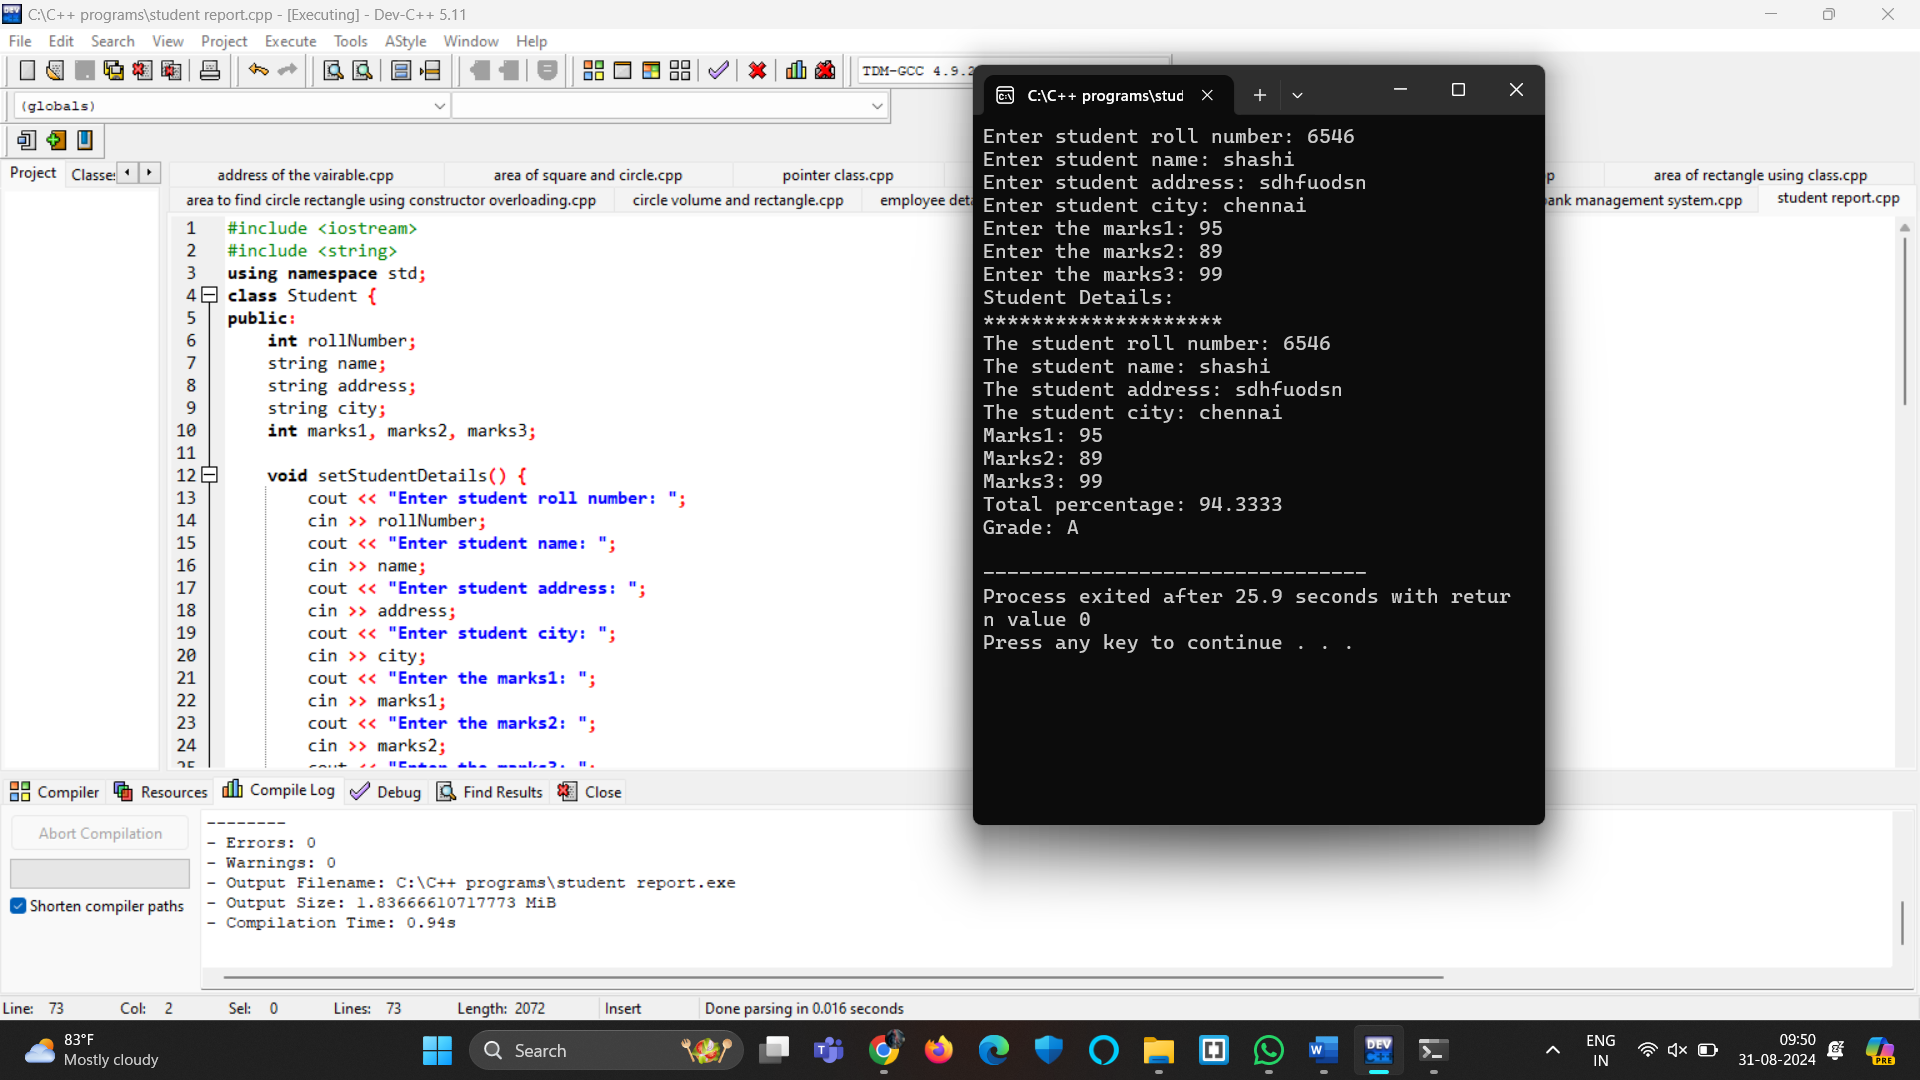 C:\C++ programs\student report.cpp - [Executing] - Dev-C++ 5.11
File Edit Search View Project Execute Tools AStyle Window Help
TDM-GCC 4.9.2
(globals)
Project Classes
address of the vairable.cpp area of square and circle.cpp pointer class.cpp area of rectangle using class.cpp
area to find circle rectangle using constructor overloading.cpp circle volume and rectangle.cpp employee deta bank management system.cpp student report.cpp
1 #include <iostream>
2 #include <string>
3 using namespace std;
4 class Student {
5 public:
6 int rollNumber;
7 string name;
8 string address;
9 string city;
10 int marks1, marks2, marks3;
11
12 void setStudentDetails() {
13 cout << "Enter student roll number: ";
14 cin >> rollNumber;
15 cout << "Enter student name: ";
16 cin >> name;
17 cout << "Enter student address: ";
18 cin >> address;
19 cout << "Enter student city: ";
20 cin >> city;
21 cout << "Enter the marks1: ";
22 cin >> marks1;
23 cout << "Enter the marks2: ";
24 cin >> marks2;
25 cout << "Enter the marks3: ";
C:\C++ programs\stud
Enter student roll number: 6546
Enter student name: shashi
Enter student address: sdhfuodsn
Enter student city: chennai
Enter the marks1: 95
Enter the marks2: 89
Enter the marks3: 99
Student Details:
********************
The student roll number: 6546
The student name: shashi
The student address: sdhfuodsn
The student city: chennai
Marks1: 95
Marks2: 89
Marks3: 99
Total percentage: 94.3333
Grade: A
--------------------------------
Process exited after 25.9 seconds with retur
n value 0
Press any key to continue . . .
Compiler Resources Compile Log Debug Find Results Close
Abort Compilation
Shorten compiler paths
--------
- Errors: 0
- Warnings: 0
- Output Filename: C:\C++ programs\student report.exe
- Output Size: 1.83666610717773 MiB
- Compilation Time: 0.94s
Line: 73 Col: 2 Sel: 0 Lines: 73 Length: 2072 Insert Done parsing in 0.016 seconds
83°F
Mostly cloudy
Search
DEV
ENG
IN
09:50
31-08-2024
PRE